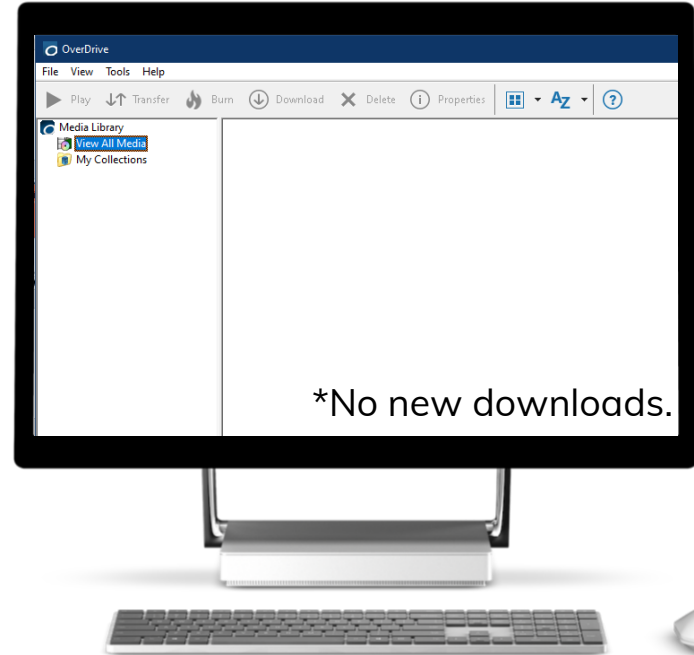 OverDrive
File View Tools Help
Play Transfer Burn Download Delete Properties AZ ?
Media Library
View All Media
My Collections
*No new downloads.